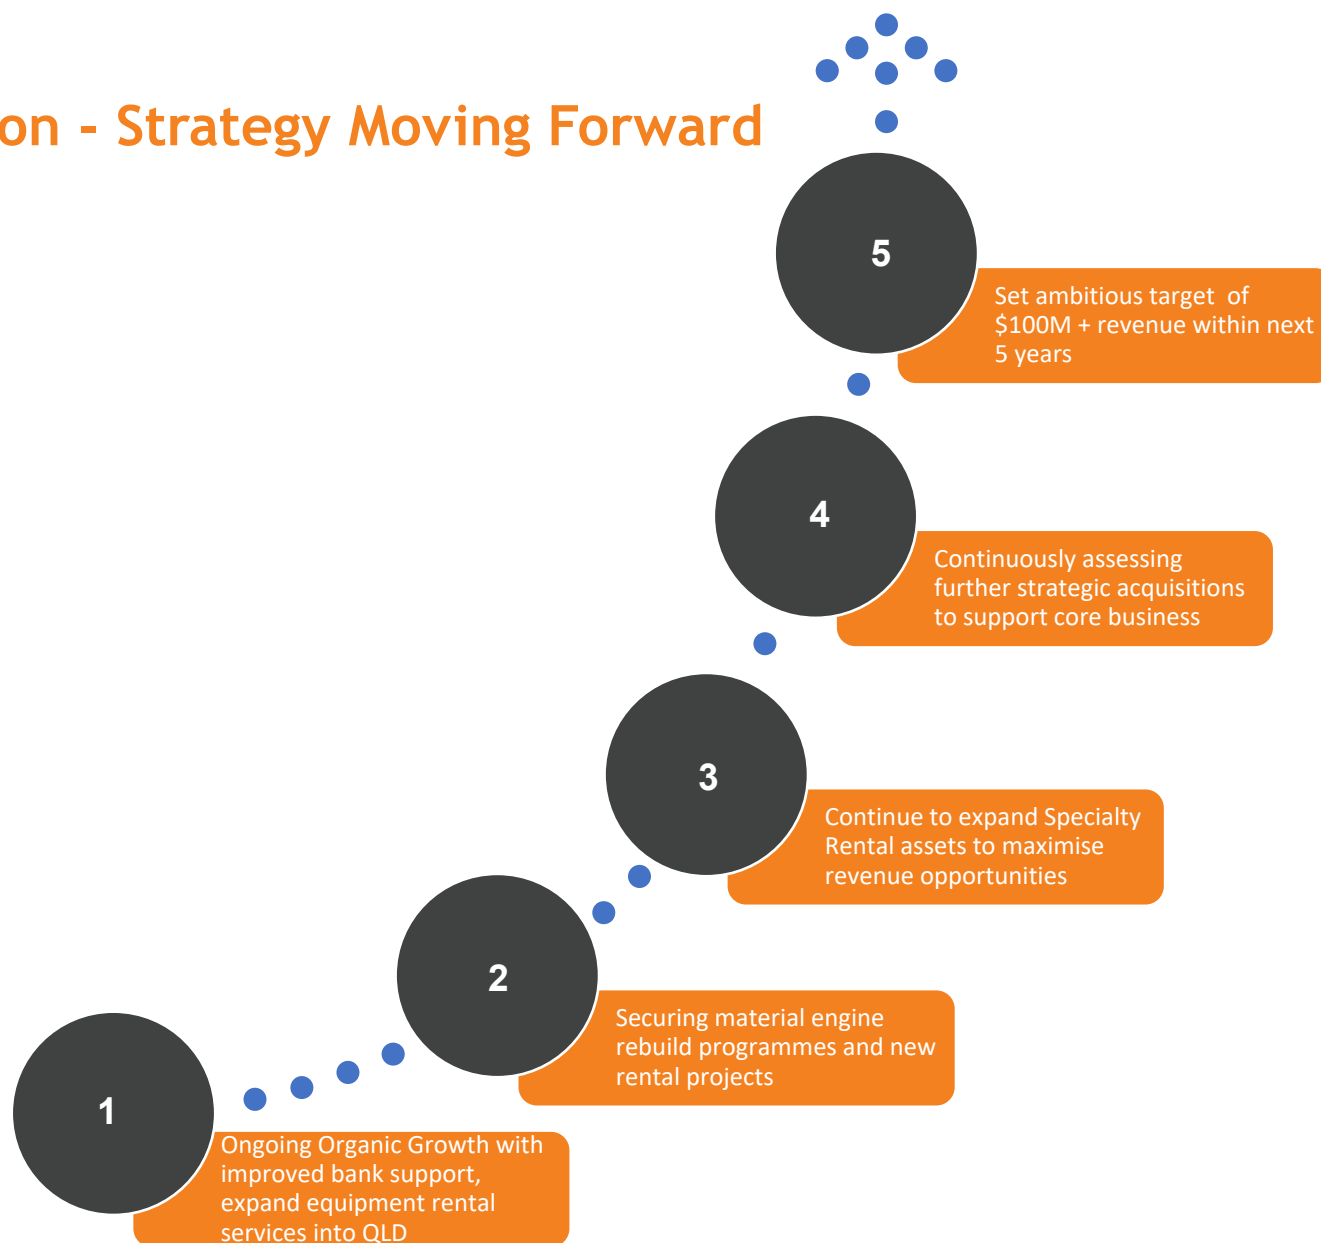 on - Strategy Moving Forward
5
Set ambitious target of
$100M + revenue within next
5 years
4
Continuously assessing
further strategic acquisitions
to support core business
3
Continue to expand Specialty
Rental assets to maximise
revenue opportunities
2
Securing material engine
rebuild programmes and new
rental projects
1
Ongoing Organic Growth with
improved bank support,
expand equipment rental
services into QLD